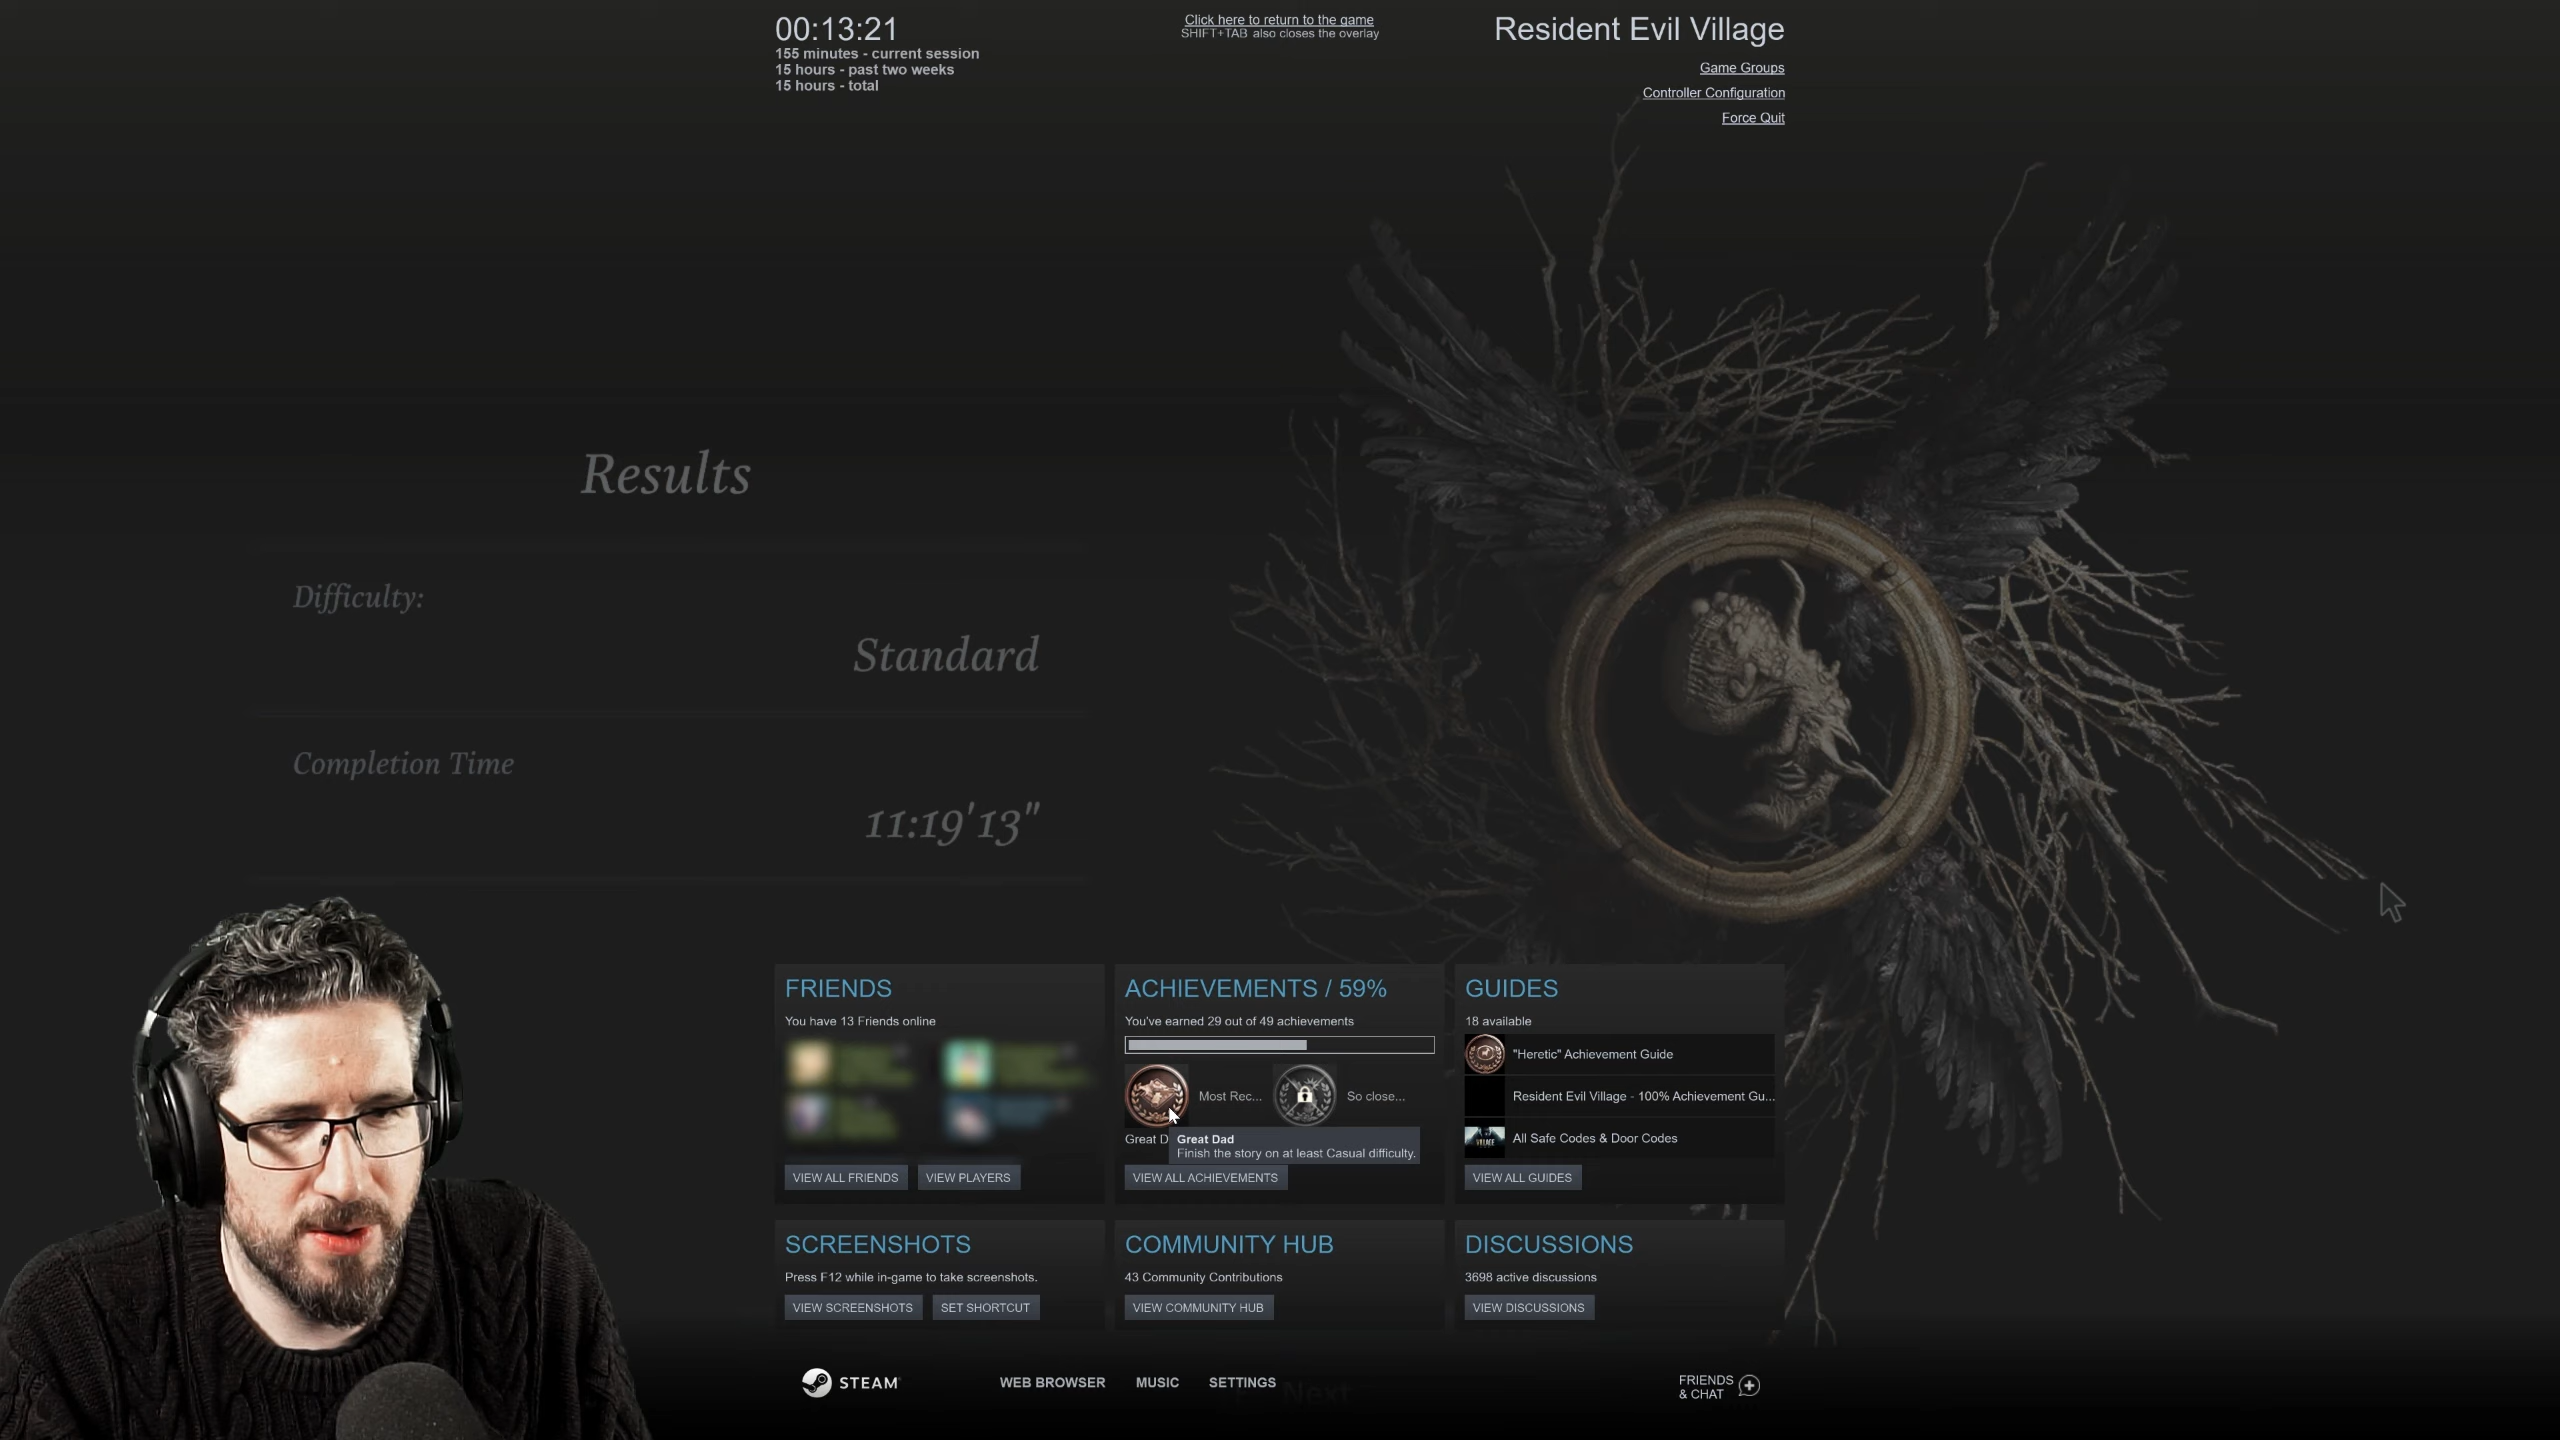 00:13:21
155 minutes - current session
15 hours - past two weeks
15 hours - total
Click here to return to the game
SHIFT+TAB also closes the overlay
Resident Evil Village
Game Groups
Controller Configuration
Force Quit
Results
Difficulty:
Standard
Completion Time
11:19'13"
FRIENDS
You have 13 Friends online
VIEW ALL FRIENDS
VIEW PLAYERS
ACHIEVEMENTS / 59%
You've earned 29 out of 49 achievements
Most Rec...
So close...
Great D
Great Dad
Finish the story on at least Casual difficulty.
VIEW ALL ACHIEVEMENTS
GUIDES
18 available
"Heretic" Achievement Guide
Resident Evil Village - 100% Achievement Gu...
VILLAGE
All Safe Codes & Door Codes
VIEW ALL GUIDES
SCREENSHOTS
Press F12 while in-game to take screenshots.
VIEW SCREENSHOTS
SET SHORTCUT
COMMUNITY HUB
43 Community Contributions
VIEW COMMUNITY HUB
DISCUSSIONS
3698 active discussions
VIEW DISCUSSIONS
STEAM
WEB BROWSER
MUSIC
SETTINGS
Next
FRIENDS
& CHAT